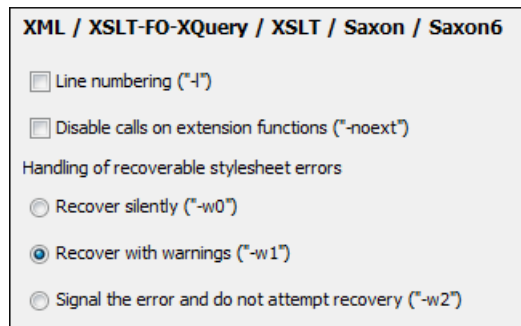 XML / XSLT-FO-XQuery / XSLT / Saxon / Saxon6
Line numbering ("-l")
Disable calls on extension functions ("-noext")
Handling of recoverable stylesheet errors
Recover silently ("-w0")
Recover with warnings ("-w1")
Signal the error and do not attempt recovery ("-w2")